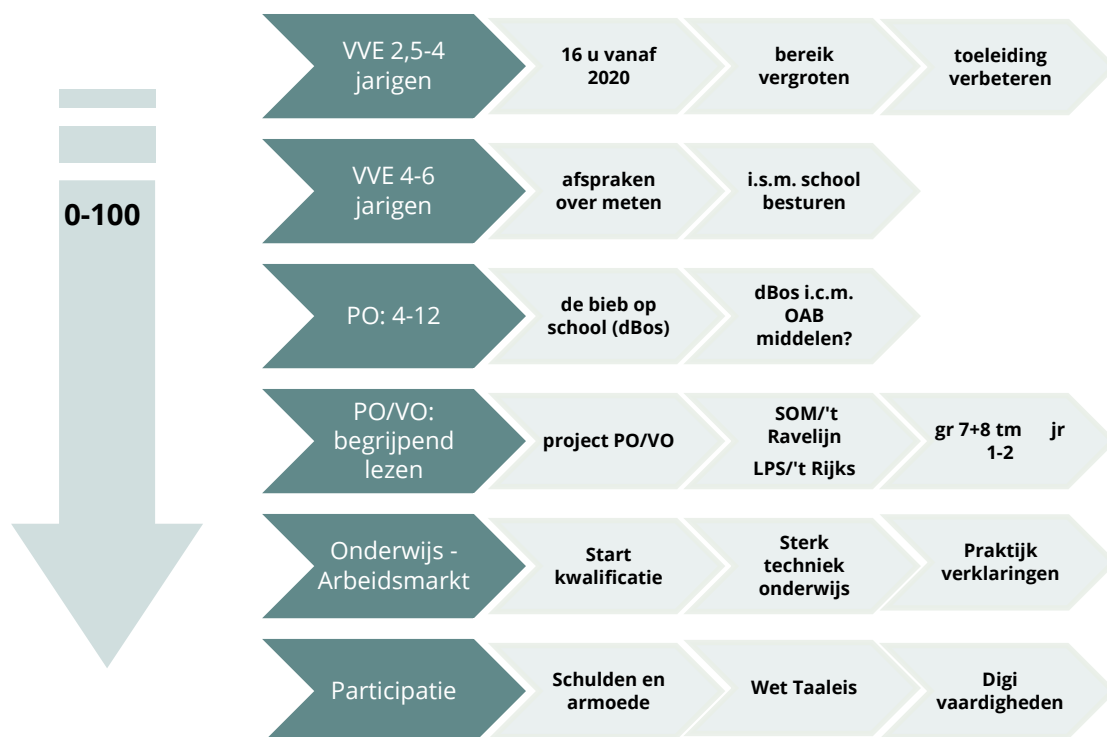 VVE 2,5-4
jarigen
16 u vanaf
2020
bereik
vergroten
toeleiding
verbeteren
0-100
VVE 4-6
jarigen
afspraken
over meten
i.s.m. school
besturen
PO: 4-12
de bieb op
school (dBos)
dBos i.c.m.
OAB
middelen?
PO/VO:
begrijpend
lezen
project PO/VO
SOM/'t
Ravelijn
LPS/'t Rijks
gr 7+8 tm jr
1-2
Onderwijs -
Arbeidsmarkt
Start
kwalificatie
Sterk
techniek
onderwijs
Praktijk
verklaringen
Participatie
Schulden en
armoede
Wet Taaleis
Digi
vaardigheden